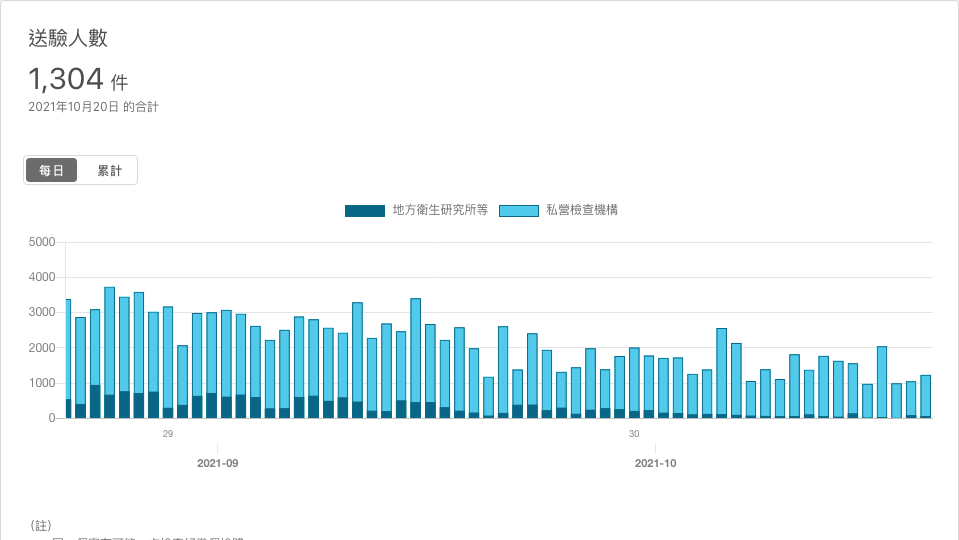 送驗人數
1,304 件
2021年10月20日 的合計
每日 累計
地方衛生研究所等 私營檢查機構
5000
4000
3000
2000
1000
0
29 30
2021-09 2021-10
(註)